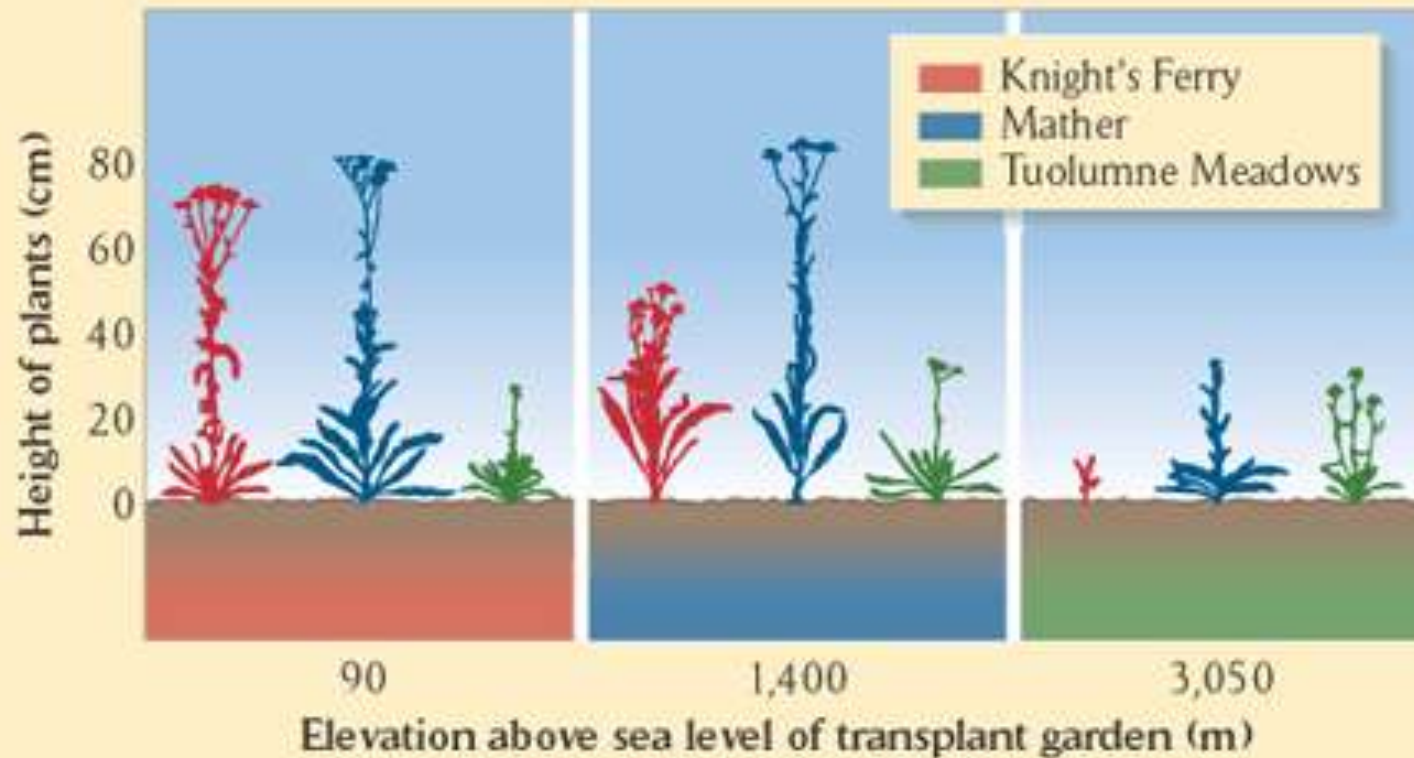 Knight's Ferry
Mather
Tuolumne Meadows
Height of plants (cm)
80
60
40
20
0
90
1,400
3,050
Elevation above sea level of transplant garden (m)